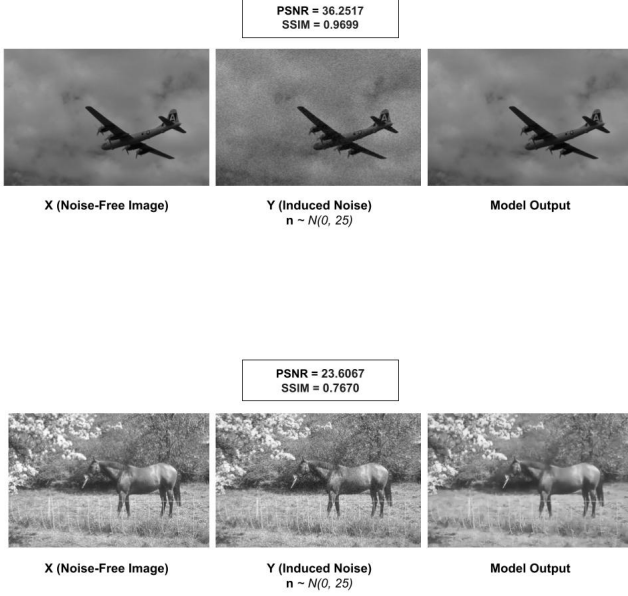 PSNR = 36.2517
SSIM = 0.9699
X (Noise-Free Image)
Y (Induced Noise)
n ~ N(0, 25)
Model Output
PSNR = 23.6067
SSIM = 0.7670
X (Noise-Free Image)
Y (Induced Noise)
n ~ N(0, 25)
Model Output